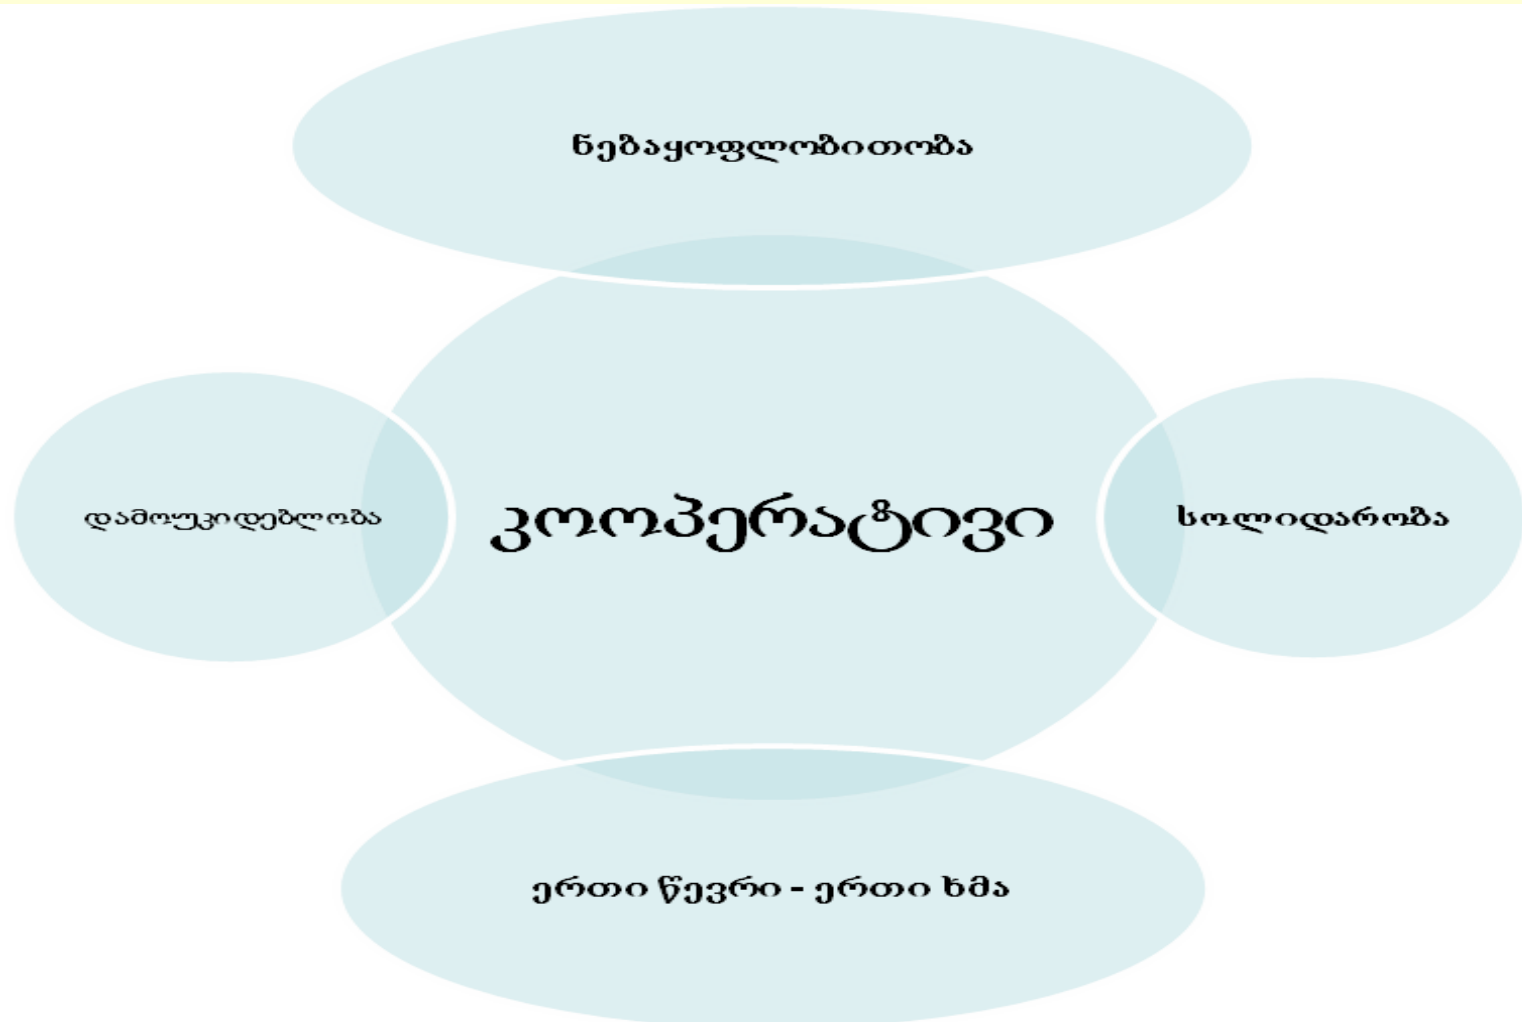 ნებაყოფლობითობა
დამოუკიდებლობა
კოოპერატივი
სოლიდარობა
ერთი წევრი - ერთი ხმა